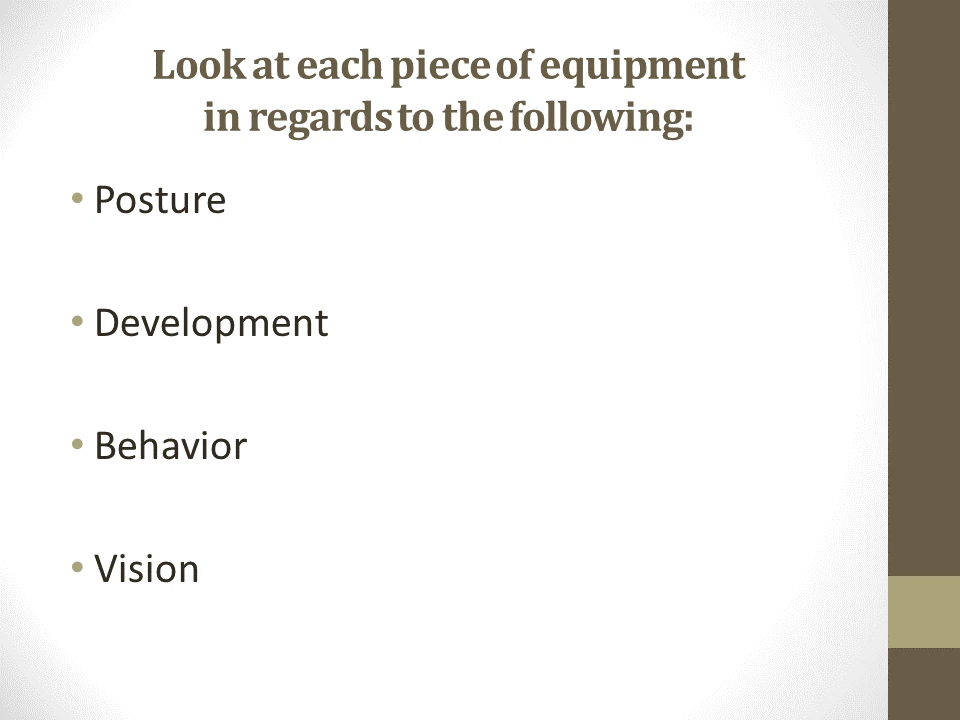 Look at each piece of equipment
in regards to the following:
• Posture
• Development
• Behavior
• Vision